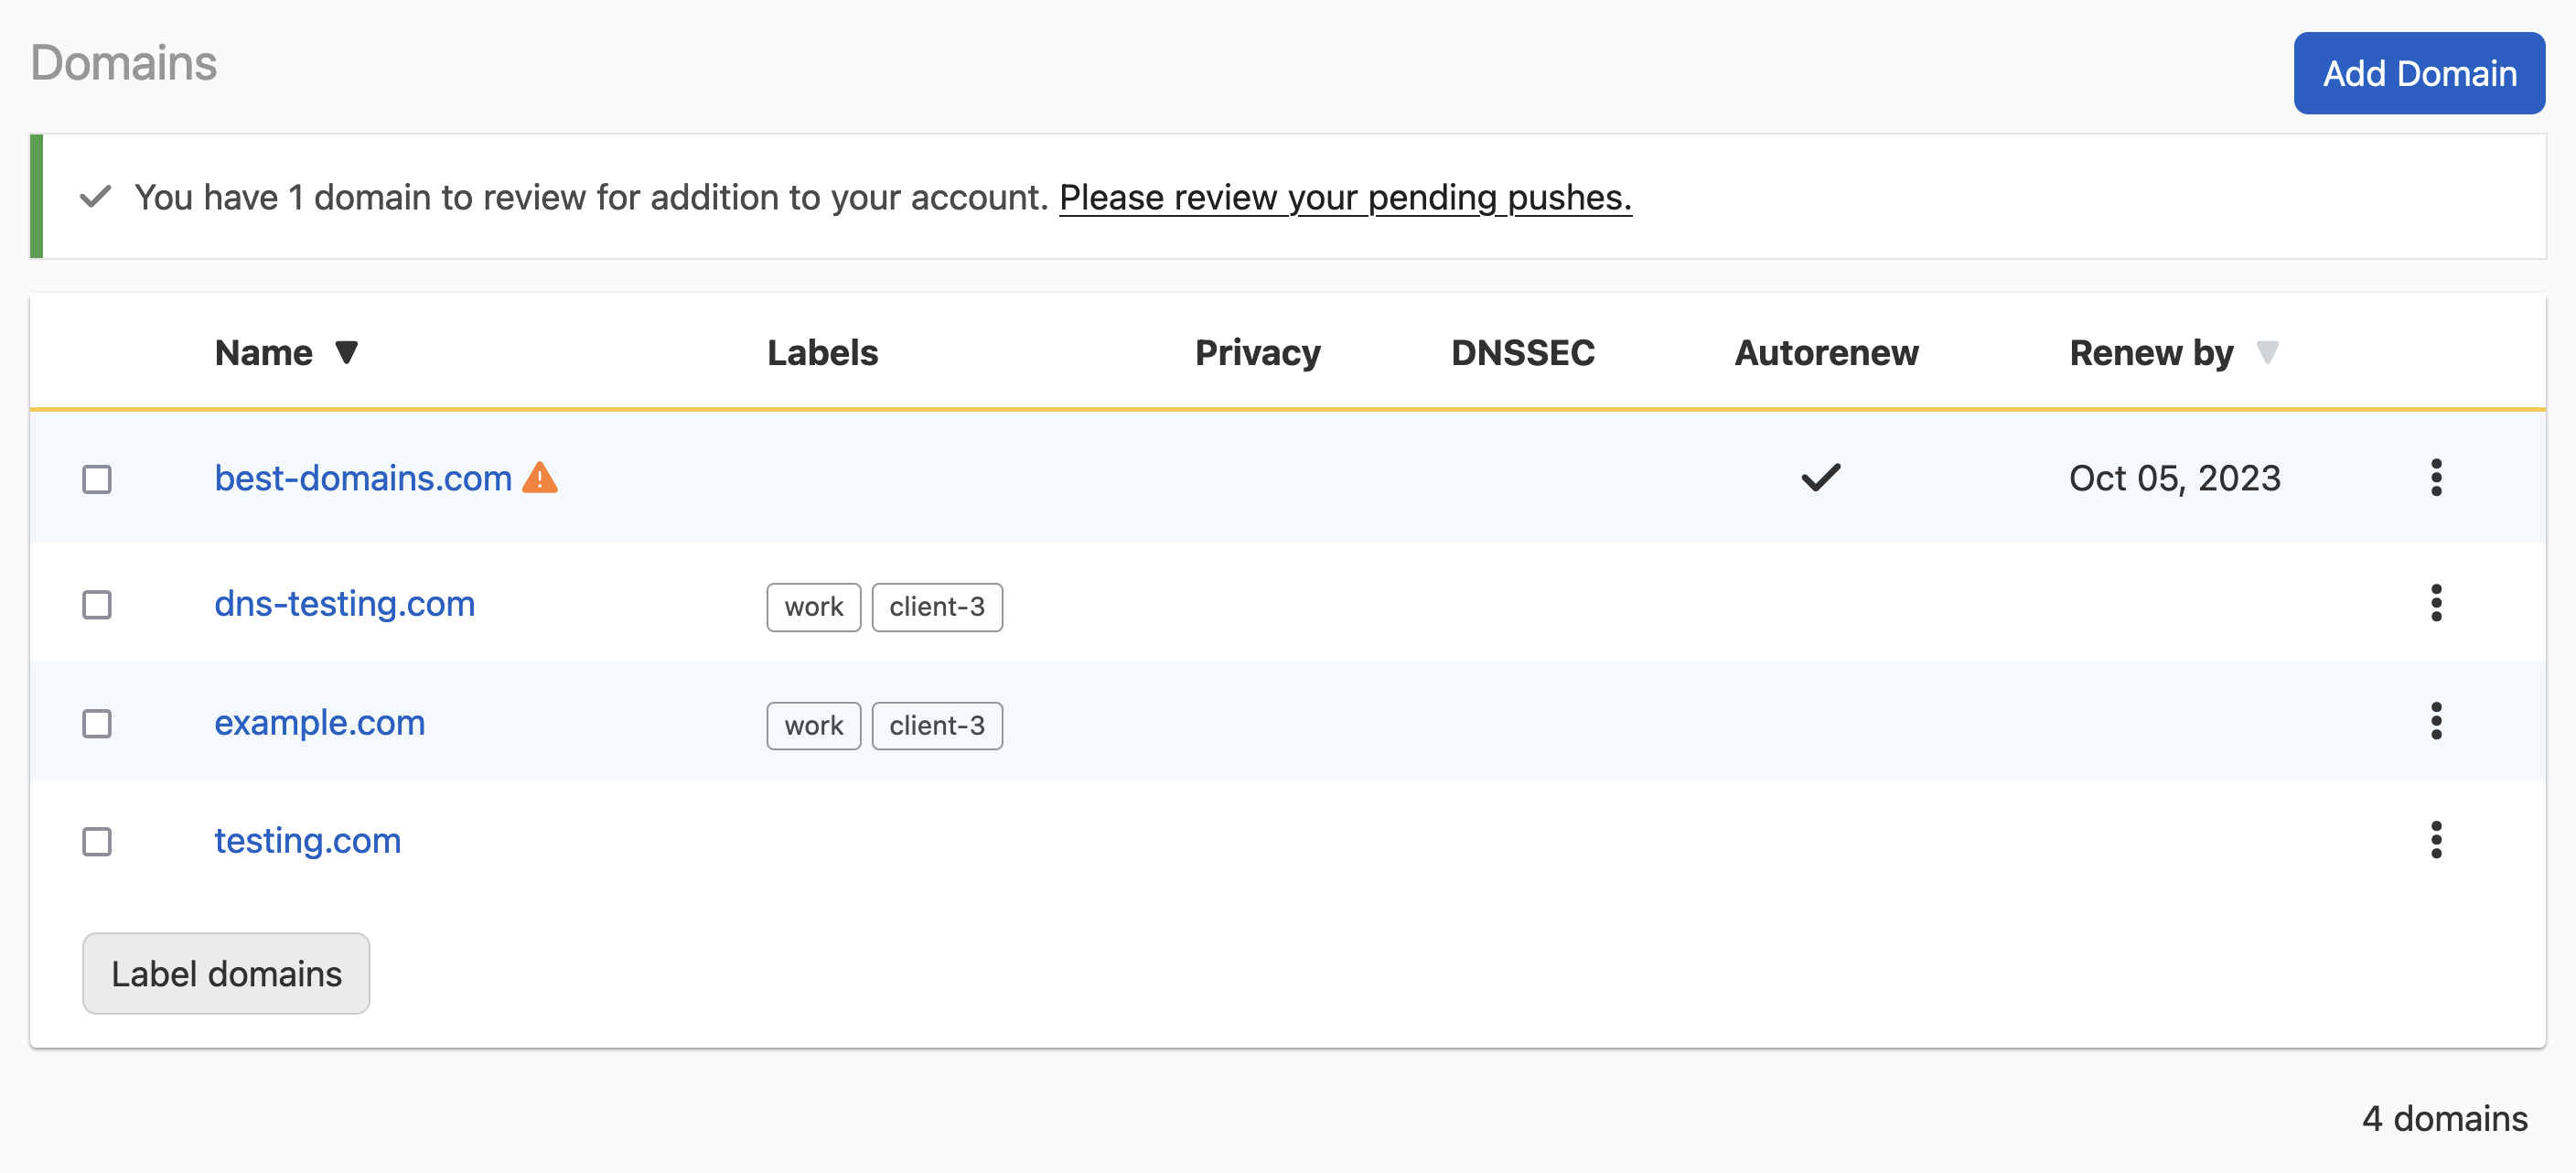 Domains
Add Domain
You have 1 domain to review for addition to your account. Please review your pending pushes.
Name Labels Privacy DNSSEC Autorenew Renew by
best-domains.com Oct 05, 2023
dns-testing.com work client-3
example.com work client-3
testing.com
Label domains
4 domains